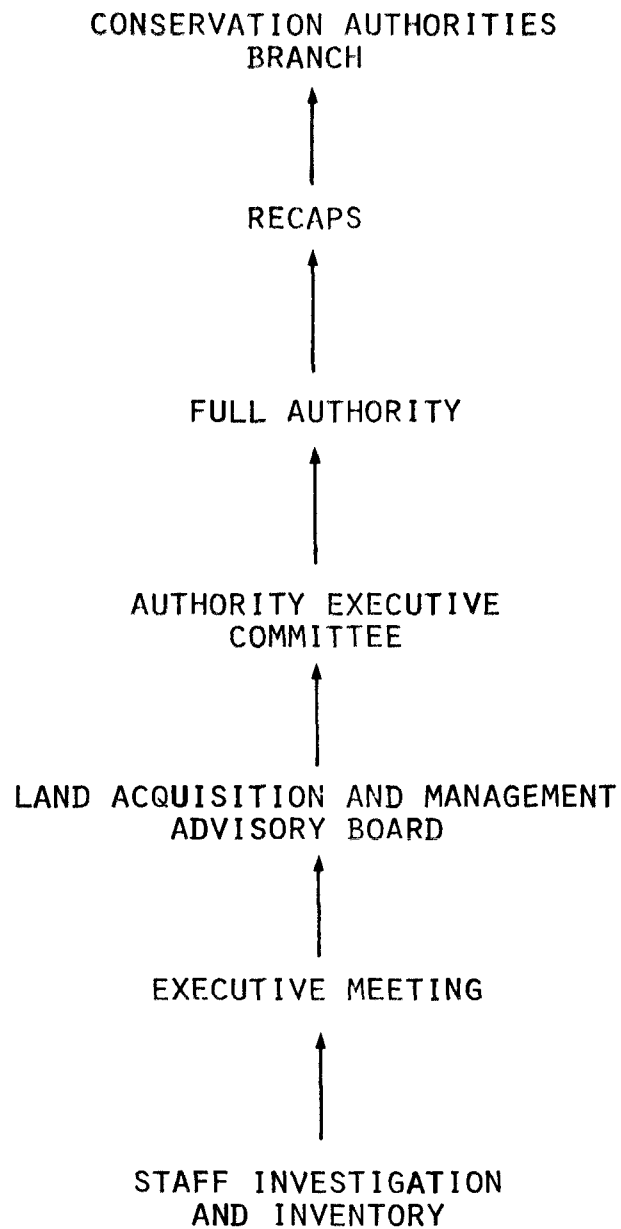 CONSERVATION AUTHORITIES
BRANCH
RECAPS
FULL AUTHORITY
AUTHORITY EXECUTIVE
COMMITTEE
LAND ACQUISITION AND MANAGEMENT
ADVISORY BOARD
EXECUTIVE MEETING
STAFF INVESTIGATION
AND INVENTORY